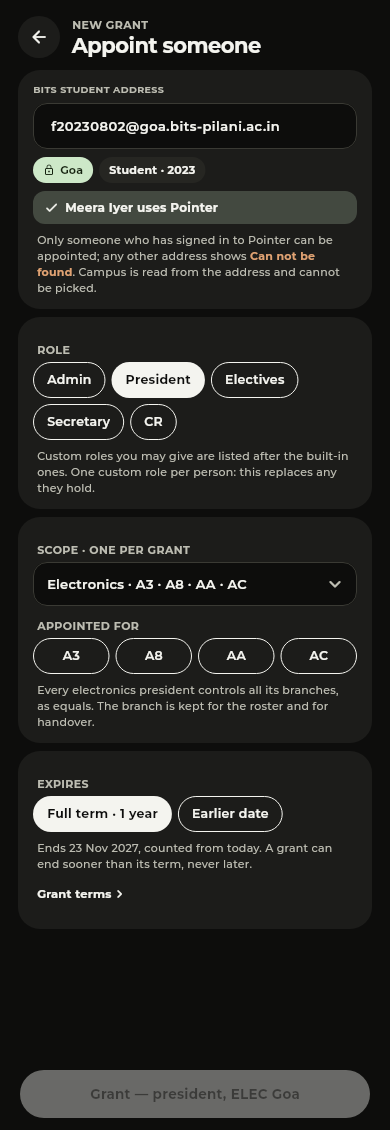 NEW GRANT
Appoint someone
BITS STUDENT ADDRESS
f20230802@goa.bits-pilani.ac.in
Goa
Student · 2023
Meera Iyer uses Pointer
Only someone who has signed in to Pointer can be
appointed; any other address shows Can not be
found. Campus is read from the address and cannot
be picked.
ROLE
Admin
President
Electives
Secretary
CR
Custom roles you may give are listed after the built-in
ones. One custom role per person: this replaces any
they hold.
SCOPE · ONE PER GRANT
Electronics · A3 · A8 · AA · AC
APPOINTED FOR
A3
A8
AA
AC
Every electronics president controls all its branches,
as equals. The branch is kept for the roster and for
handover.
EXPIRES
Full term · 1 year
Earlier date
Ends 23 Nov 2027, counted from today. A grant can
end sooner than its term, never later.
Grant terms
Grant — president, ELEC Goa